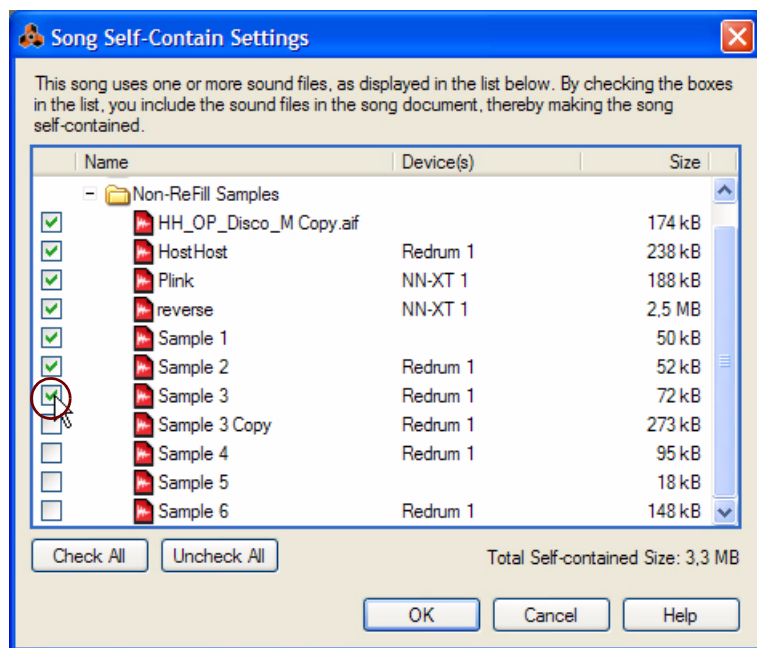 Song Self-Contain Settings
This song uses one or more sound files, as displayed in the list below. By checking the boxes
in the list, you include the sound files in the song document, thereby making the song
self-contained.
Name Device(s) Size
Non-ReFill Samples
HH_OP_Disco_M Copy.aif 174 kB
HostHost Redrum 1 238 kB
Plink NN-XT 1 188 kB
reverse NN-XT 1 2,5 MB
Sample 1 50 kB
Sample 2 Redrum 1 52 kB
Sample 3 Redrum 1 72 kB
Sample 3 Copy Redrum 1 273 kB
Sample 4 Redrum 1 95 kB
Sample 5 18 kB
Sample 6 Redrum 1 148 kB
Check All Uncheck All Total Self-contained Size: 3,3 MB
OK Cancel Help